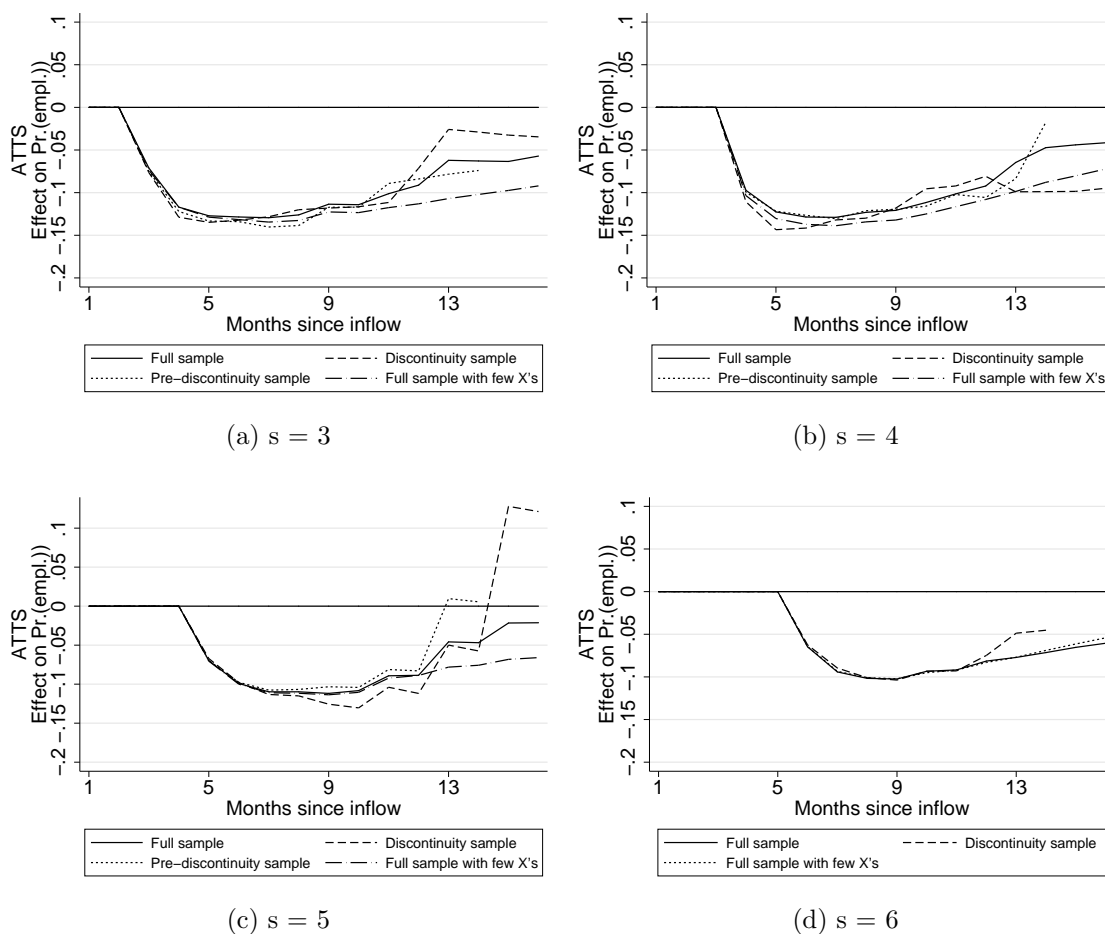 .1
.05
0
−.05
−.1
−.15
−.2
ATTS
Effect on Pr.(empl.))
1 5 9 13
Months since inflow
Full sample Discontinuity sample
Pre−discontinuity sample Full sample with few X's
(a) s = 3
.1
.05
0
−.05
−.1
−.15
−.2
ATTS
Effect on Pr.(empl.))
1 5 9 13
Months since inflow
Full sample Discontinuity sample
Pre−discontinuity sample Full sample with few X's
(b) s = 4
.1
.05
0
−.05
−.1
−.15
−.2
ATTS
Effect on Pr.(empl.))
1 5 9 13
Months since inflow
Full sample Discontinuity sample
Pre−discontinuity sample Full sample with few X's
(c) s = 5
.1
.05
0
−.05
−.1
−.15
−.2
ATTS
Effect on Pr.(empl.))
1 5 9 13
Months since inflow
Full sample Discontinuity sample
Full sample with few X's
(d) s = 6